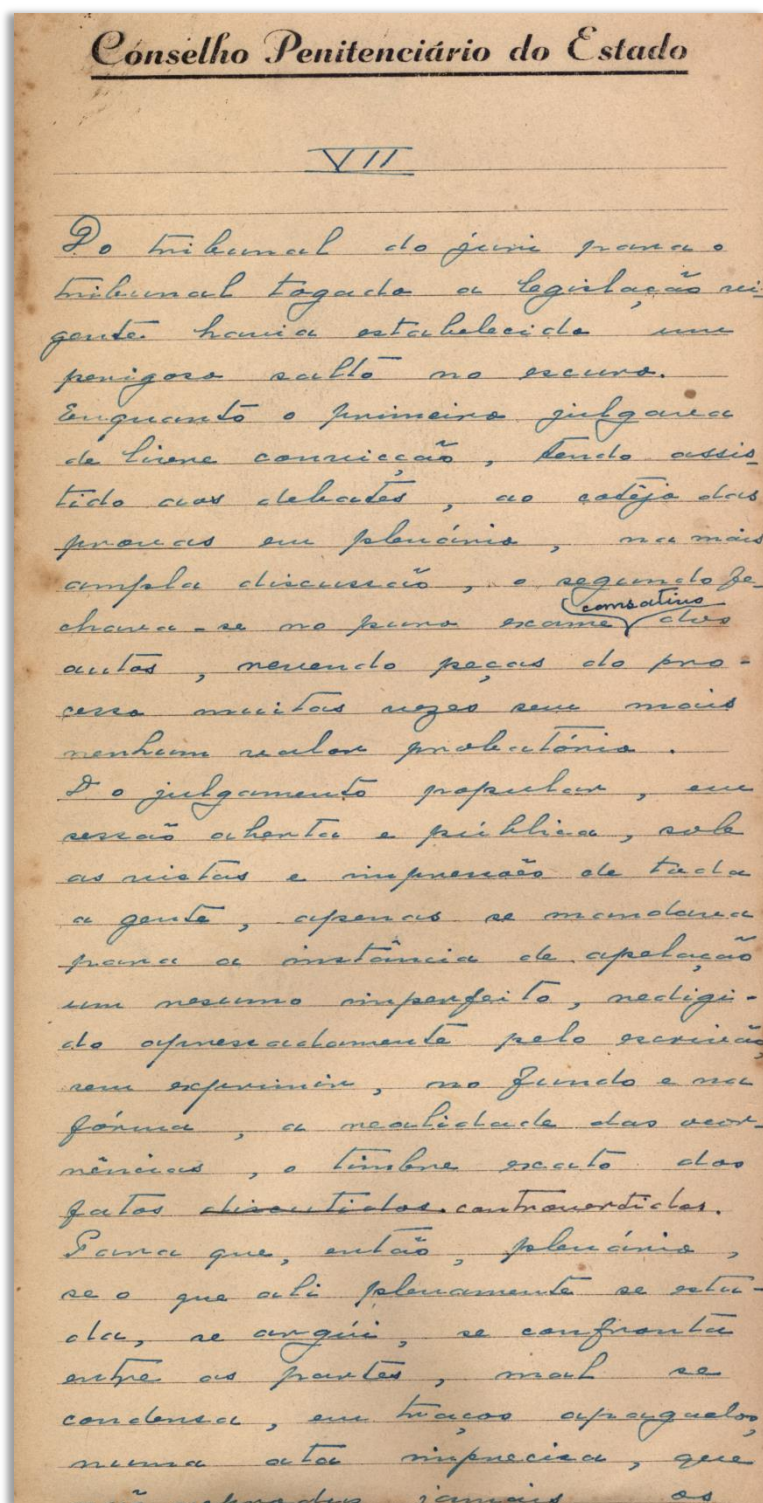 Conselho Penitenciário do Estado
VII
Do tribunal do juri para o
tribunal togado a legislação vi-
gente havia estabelecido um
perigoso salto no escuro.
Enquanto o primeiro julgava
de livre convicção, tendo assis-
tido aos debates, ao cotêjo das
provas em plenário, na mais
ampla discussão, o segundo fe-
cansativo
chava-se no puro exame dos
autos, revendo peças do pro-
cesso muitas vezes sem mais
nenhum valor probatório.
Do julgamento popular, em
sessão aberta e pública, sob
as vistas e impressões de toda
a gente, apenas se mandava
para a instância de apelação
um resumo imperfeito, redigi-
do apressadamente pelo escrivão,
sem exprimir, no fundo e na
fórma, a realidade das ocor-
rências, o timbre exato dos
fatos discutidos. controvertidos.
Para que, então, plenário,
se o que ali plenamente se estu-
da, se argúi, se confronta
entre as partes, mal se
condensa, em traços apagados,
numa ata imprecisa, que
jamais os